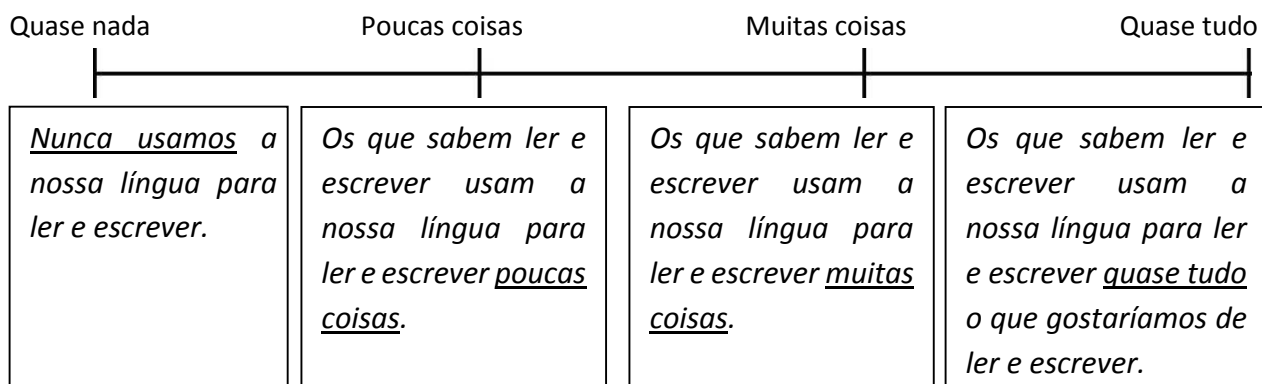 Quase nada Poucas coisas Muitas coisas Quase tudo
Nunca usamos a
nossa língua para
ler e escrever.
Os que sabem ler e
escrever usam a
nossa língua para
ler e escrever poucas
coisas.
Os que sabem ler e
escrever usam a
nossa língua para
ler e escrever muitas
coisas.
Os que sabem ler e
escrever usam a
nossa língua para ler
e escrever quase tudo
o que gostaríamos de
ler e escrever.